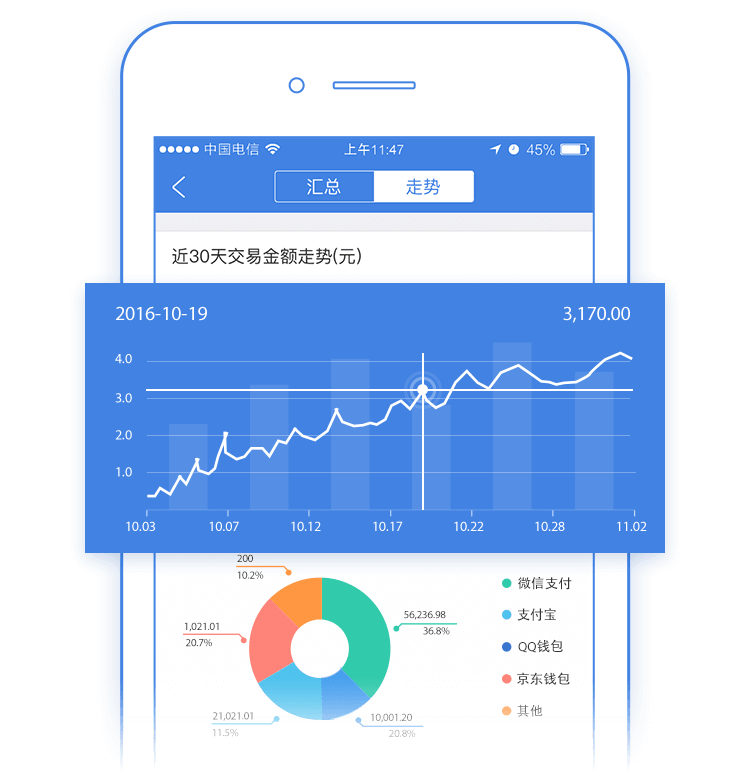 中国电信 上午11:47 45%
汇总 走势
近30天交易金额走势(元)
2016-10-19 3,170.00
4.0
3.0
2.0
1.0
10.03 10.07 10.12 10.17 10.22 10.28 11.02
200
10.2%
1,021.01
20.7%
56,236.98
36.8%
21,021.01
11.5%
10,001.20
20.8%
微信支付
支付宝
QQ钱包
京东钱包
其他